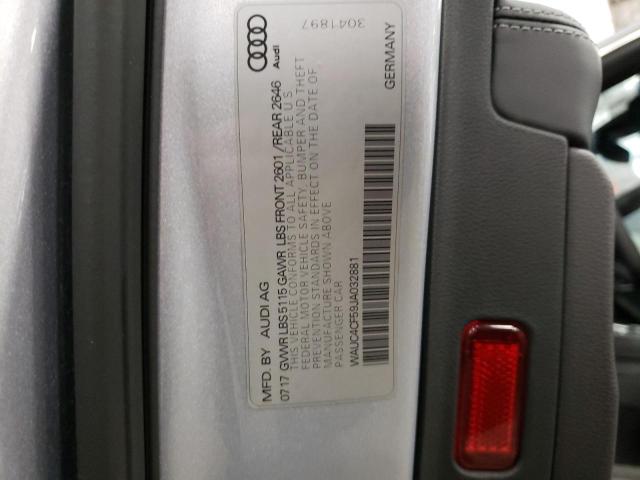 MFD. BY AUDI AG
0717 GVWR LBS 5115 GAWR LBS FRONT 2601 / REAR 2646
THIS VEHICLE CONFORMS TO ALL APPLICABLE U S
FEDERAL MOTOR VEHICLE SAFETY, BUMPER AND THEFT
PREVENTION STANDARDS IN EFFECT ON THE DATE OF
MANUFACTURE SHOWN ABOVE
PASSENGER CAR
WAUC4CF59JA032881
GERMANY
Audi
3041897